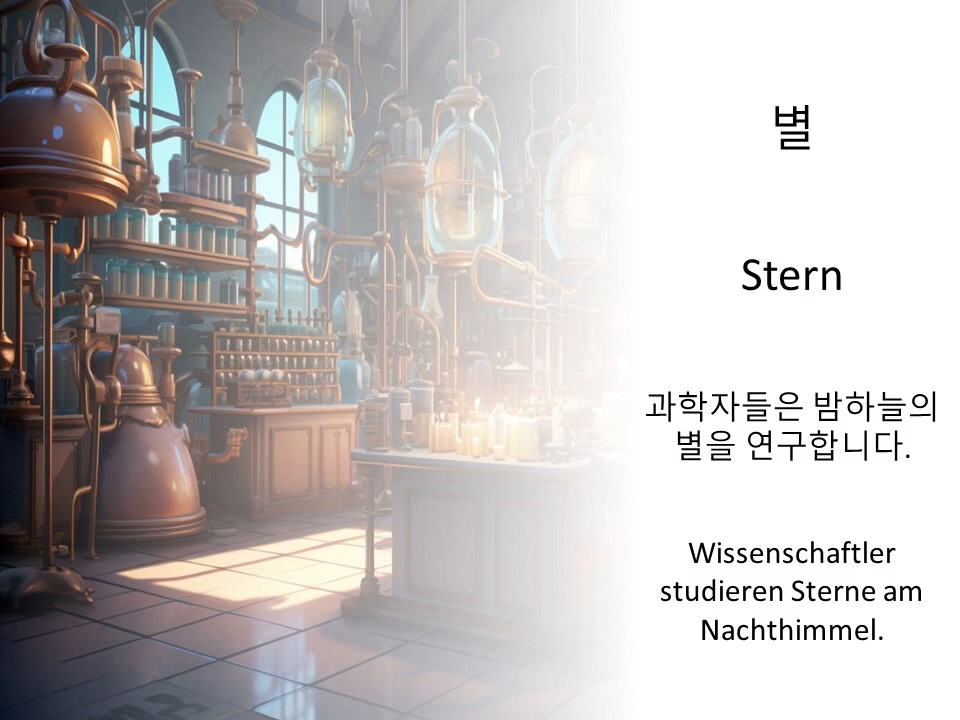 별
Stern
과학자들은 밤하늘의
별을 연구합니다.
Wissenschaftler
studieren Sterne am
Nachthimmel.